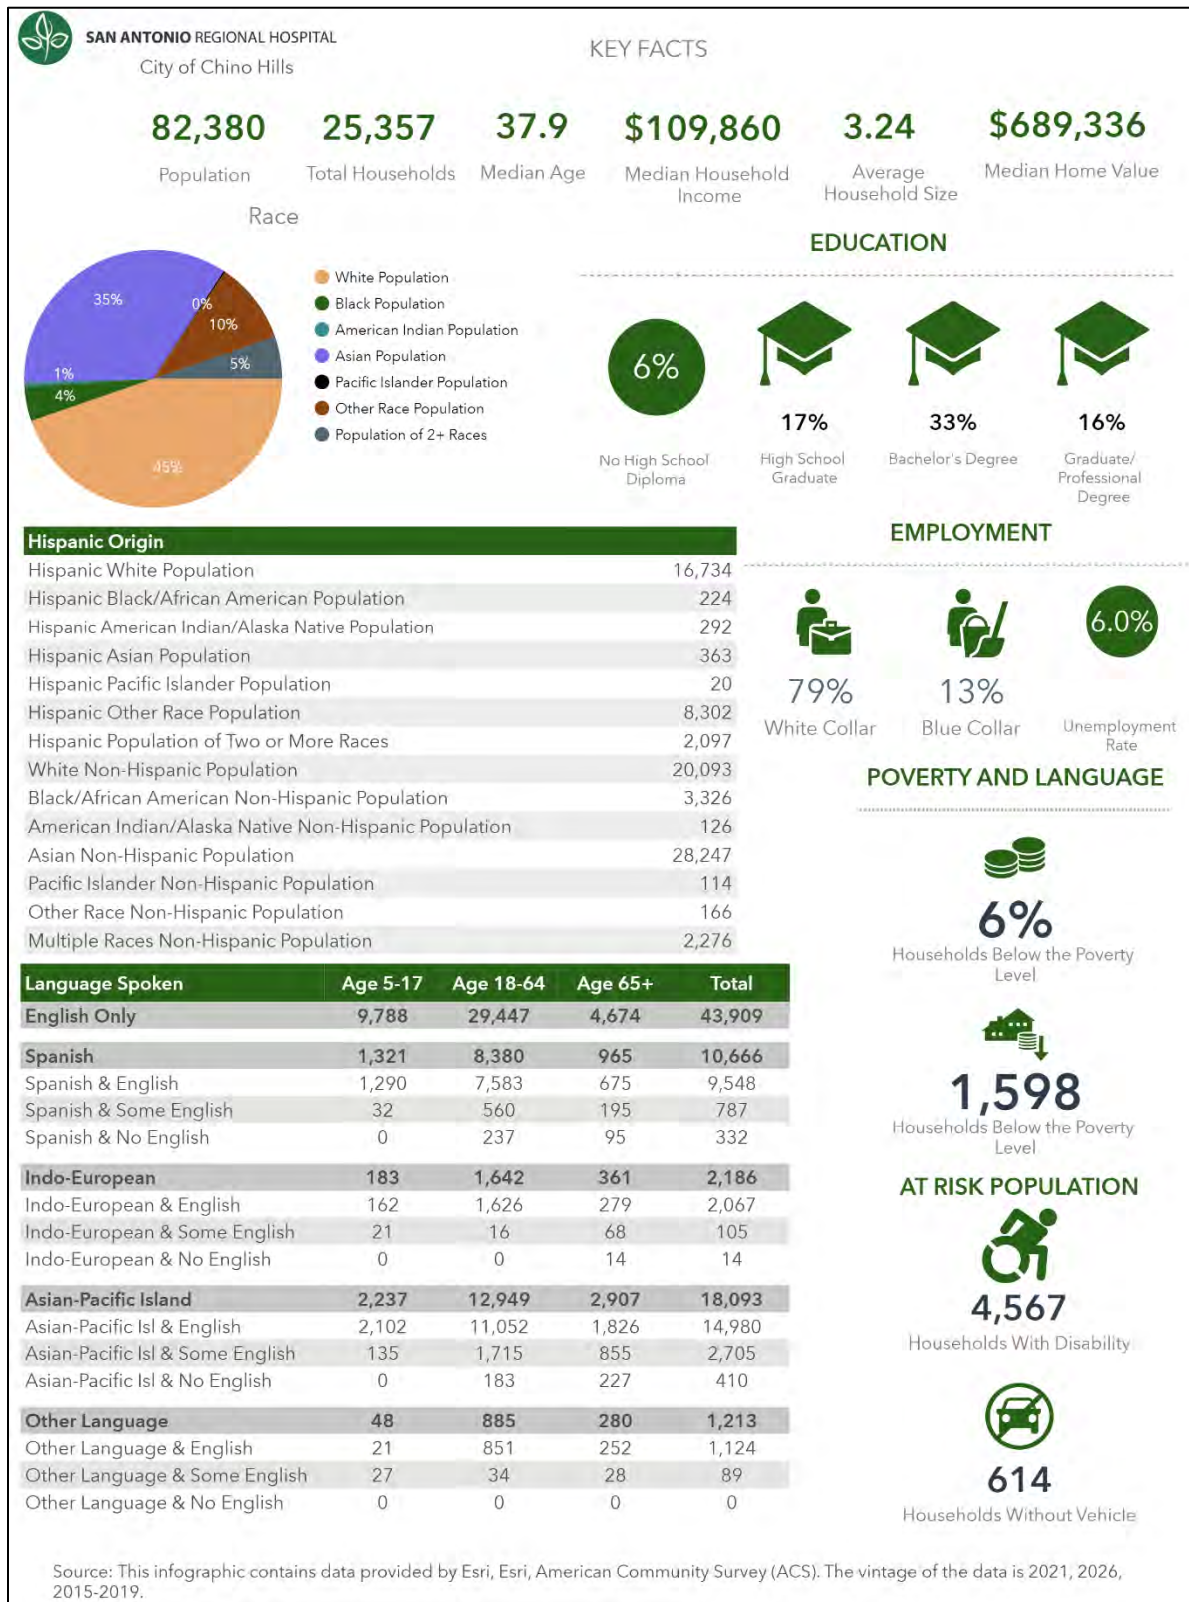 SAN ANTONIO REGIONAL HOSPITAL
City of Chino Hills
KEY FACTS
82,380 25,357 37.9 $109,860 3.24 $689,336
Population Total Households Median Age Median Household Average Median Home Value
Income Household Size
Race
35%
0%
10%
5%
1%
4%
45%
White Population
Black Population
American Indian Population
Asian Population
Pacific Islander Population
Other Race Population
Population of 2+ Races
EDUCATION
6%
17% 33% 16%
No High School High School Bachelor's Degree Graduate/
Diploma Graduate Professional
Degree
Hispanic Origin
Hispanic White Population 16,734
Hispanic Black/African American Population 224
Hispanic American Indian/Alaska Native Population 292
Hispanic Asian Population 363
Hispanic Pacific Islander Population 20
Hispanic Other Race Population 8,302
Hispanic Population of Two or More Races 2,097
White Non-Hispanic Population 20,093
Black/African American Non-Hispanic Population 3,326
American Indian/Alaska Native Non-Hispanic Population 126
Asian Non-Hispanic Population 28,247
Pacific Islander Non-Hispanic Population 114
Other Race Non-Hispanic Population 166
Multiple Races Non-Hispanic Population 2,276
EMPLOYMENT
6.0%
79% 13%
White Collar Blue Collar Unemployment
Rate
Language Spoken Age 5-17 Age 18-64 Age 65+ Total
English Only 9,788 29,447 4,674 43,909
Spanish 1,321 8,380 965 10,666
Spanish & English 1,290 7,583 675 9,548
Spanish & Some English 32 560 195 787
Spanish & No English 0 237 95 332
Indo-European 183 1,642 361 2,186
Indo-European & English 162 1,626 279 2,067
Indo-European & Some English 21 16 68 105
Indo-European & No English 0 0 14 14
Asian-Pacific Island 2,237 12,949 2,907 18,093
Asian-Pacific Isl & English 2,102 11,052 1,826 14,980
Asian-Pacific Isl & Some English 135 1,715 855 2,705
Asian-Pacific Isl & No English 0 183 227 410
Other Language 48 885 280 1,213
Other Language & English 21 851 252 1,124
Other Language & Some English 27 34 28 89
Other Language & No English 0 0 0 0
POVERTY AND LANGUAGE
6%
Households Below the Poverty
Level
1,598
Households Below the Poverty
Level
AT RISK POPULATION
4,567
Households With Disability
614
Households Without Vehicle
Source: This infographic contains data provided by Esri, Esri, American Community Survey (ACS). The vintage of the data is 2021, 2026,
2015-2019.